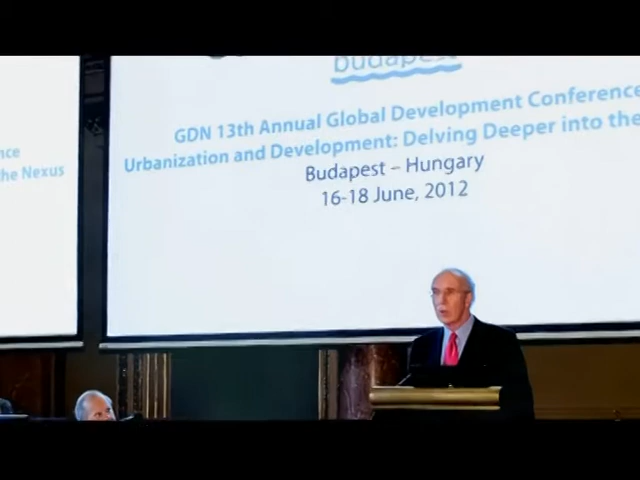 budapest
GDN 13th Annual Global Development Conference
Urbanization and Development: Delving Deeper into the
Budapest – Hungary
16-18 June, 2012
nce
he Nexus